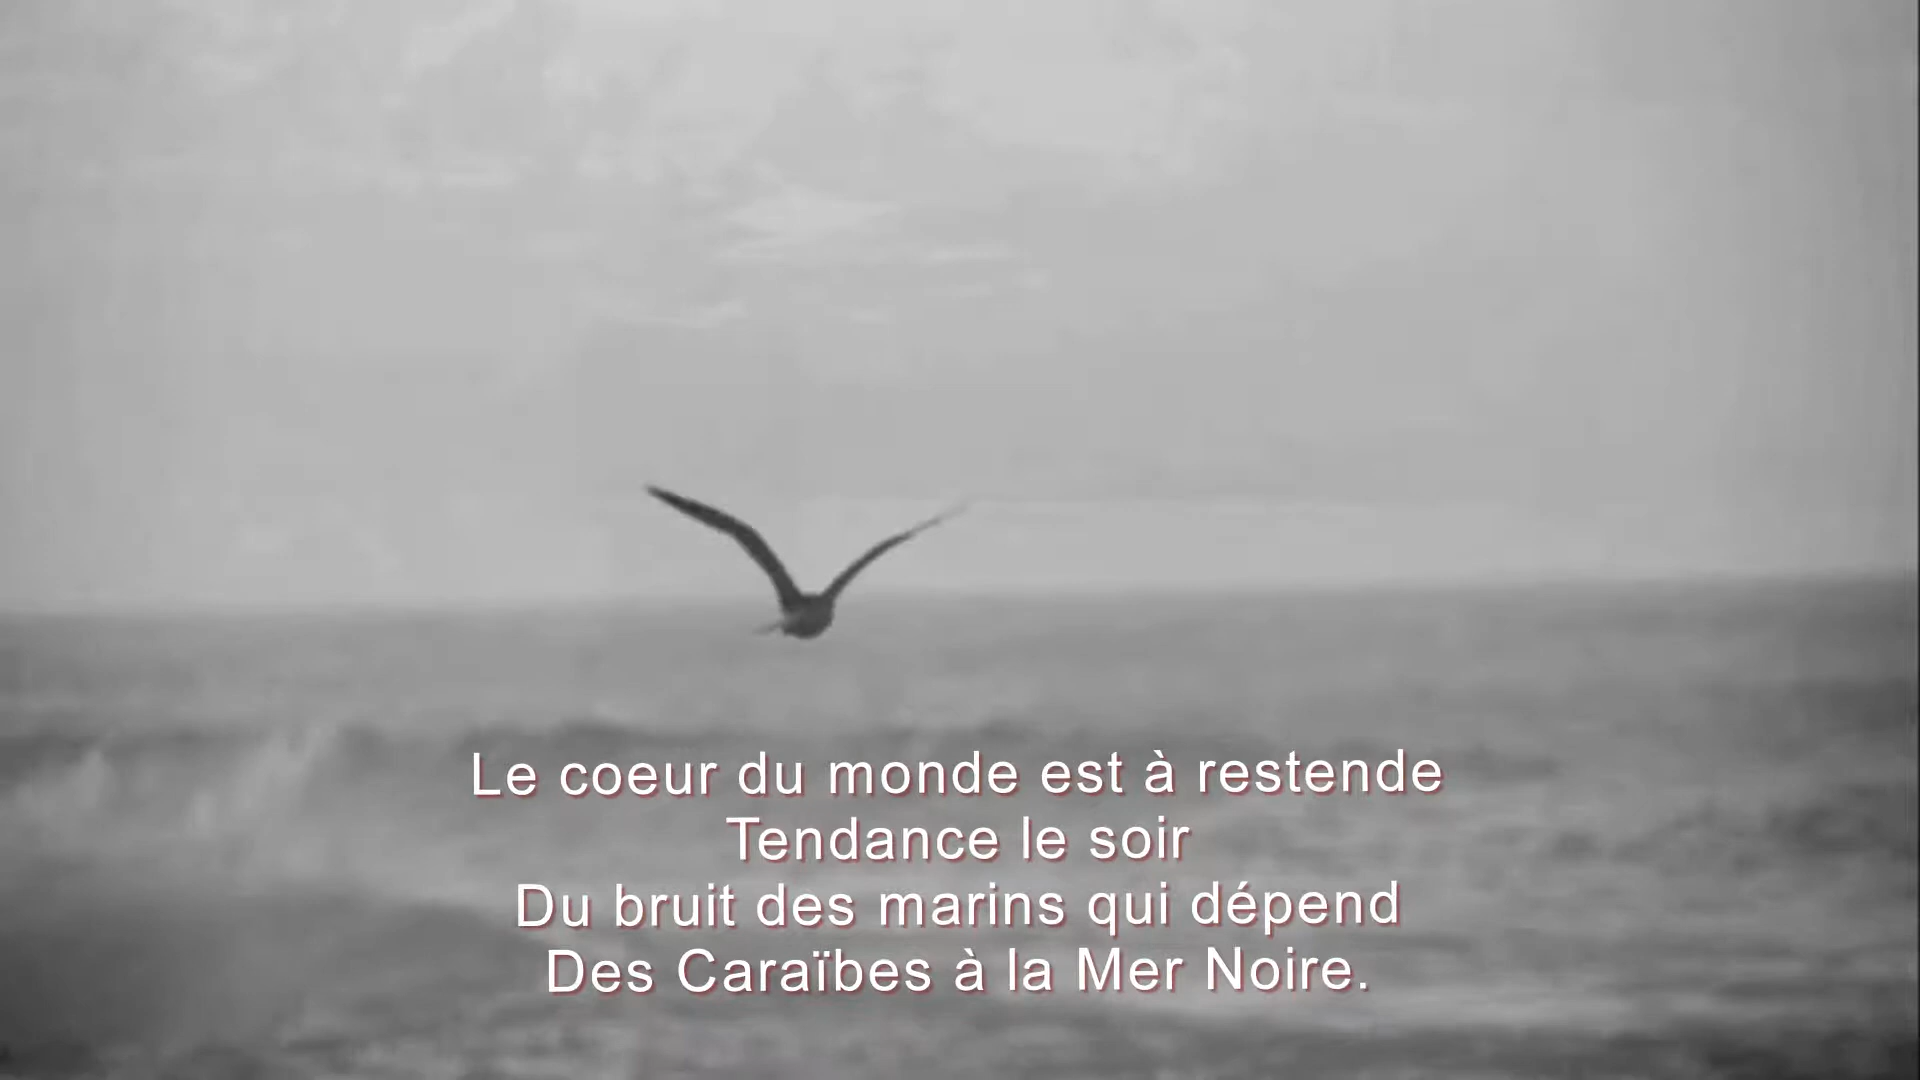 Le coeur du monde est à restende
Tendance le soir
Du bruit des marins qui dépend
Des Caraïbes à la Mer Noire.